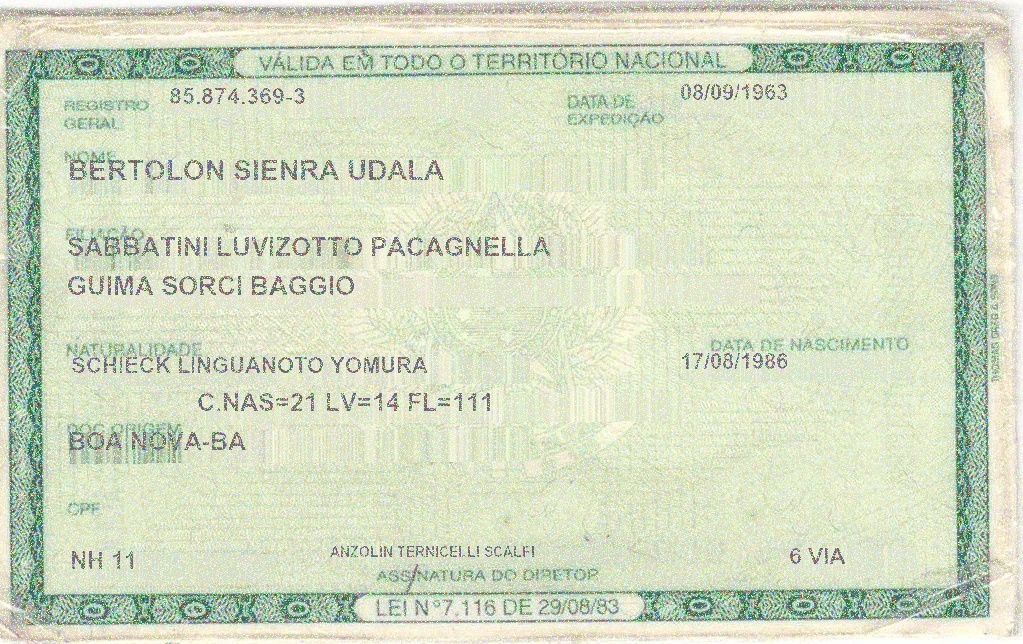 VÁLIDA EM TODO O TERRITÓRIO NACIONAL
REGISTRO GERAL 85.874.369-3 DATA DE EXPEDIÇÃO 08/09/1963
NOME
BERTOLON SIENRA UDALA
FILIAÇÃO
SABBATINI LUVIZOTTO PACAGNELLA
GUIMA SORCI BAGGIO
NATURALIDADE DATA DE NASCIMENTO
SCHIECK LINGUANOTO YOMURA 17/08/1986
C.NAS=21 LV=14 FL=111
DOC ORIGEM
BOA NOVA-BA
CPF
NH 11 ANZOLIN TERNICELLI SCALFI 6 VIA
ASSINATURA DO DIRETOR
LEI Nº 7.116 DE 29/08/83